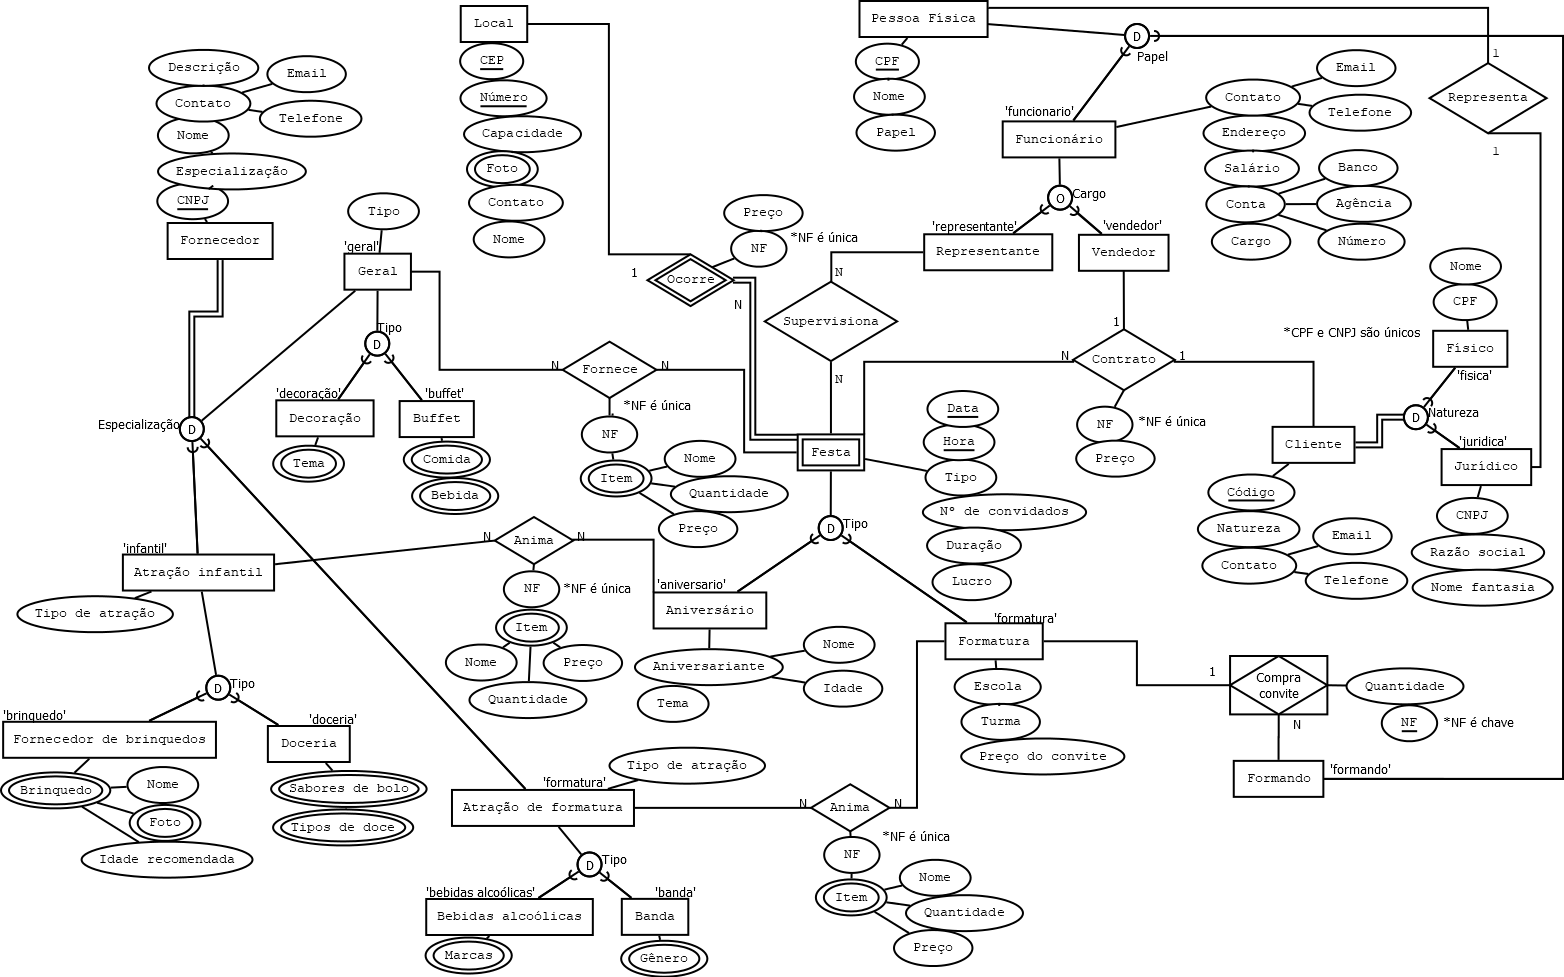 Local
CEP
Número
Capacidade
Foto
Contato
Nome
Descrição
Contato
Email
Telefone
Nome
Especialização
CNPJ
Fornecedor
Tipo
'geral'
Geral
Tipo
D
'decoração'
Decoração
Tema
'buffet'
Buffet
Comida
Bebida
Especialização
D
Preço
NF
*NF é única
Ocorre
1
N
Fornece
N
N
*NF é única
NF
Item
Nome
Quantidade
Preço
Pessoa Física
CPF
Nome
Papel
D
Papel
1
Representa
1
'funcionario'
Funcionário
Contato
Email
Telefone
Endereço
Salário
Conta
Banco
Agência
Número
Cargo
O
Cargo
'representante'
Representante
'vendedor'
Vendedor
N
Supervisiona
N
1
N
Contrato
1
NF
*NF é única
Preço
Nome
CPF
*CPF e CNPJ são únicos
Físico
'fisica'
D
Natureza
'juridica'
Jurídico
CNPJ
Razão social
Nome fantasia
Cliente
Código
Natureza
Contato
Email
Telefone
Festa
Data
Hora
Tipo
N° de convidados
Duração
Lucro
D
Tipo
'infantil'
Atração infantil
Tipo de atração
N
Anima
N
NF
*NF é única
Item
Nome
Preço
Quantidade
'aniversario'
Aniversário
Aniversariante
Nome
Idade
Tema
'formatura'
Formatura
Escola
Turma
Preço do convite
1
Compra
convite
N
Quantidade
NF
*NF é chave
Formando
'formando'
D
Tipo
'brinquedo'
Fornecedor de brinquedos
Brinquedo
Nome
Foto
Idade recomendada
'doceria'
Doceria
Sabores de bolo
Tipos de doce
'formatura'
Tipo de atração
Atração de formatura
N
Anima
N
*NF é única
NF
Item
Nome
Quantidade
Preço
D
Tipo
'bebidas alcoólicas'
Bebidas alcoólicas
Marcas
'banda'
Banda
Gênero